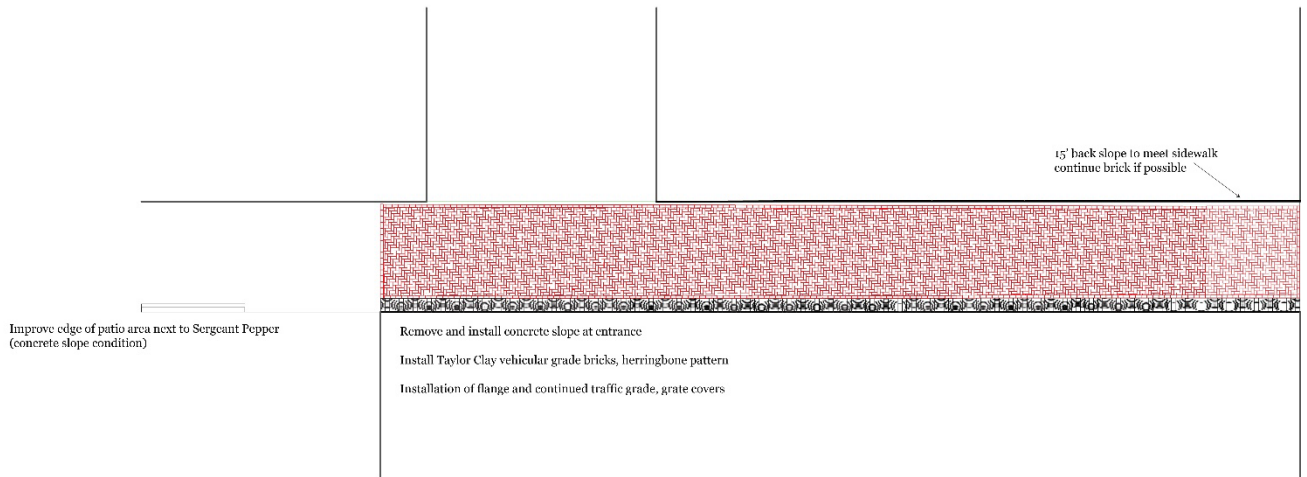 15' back slope to meet sidewalk
continue brick if possible
Improve edge of patio area next to Sergeant Pepper
(concrete slope condition)
Remove and install concrete slope at entrance
Install Taylor Clay vehicular grade bricks, herringbone pattern
Installation of flange and continued traffic grade, grate covers